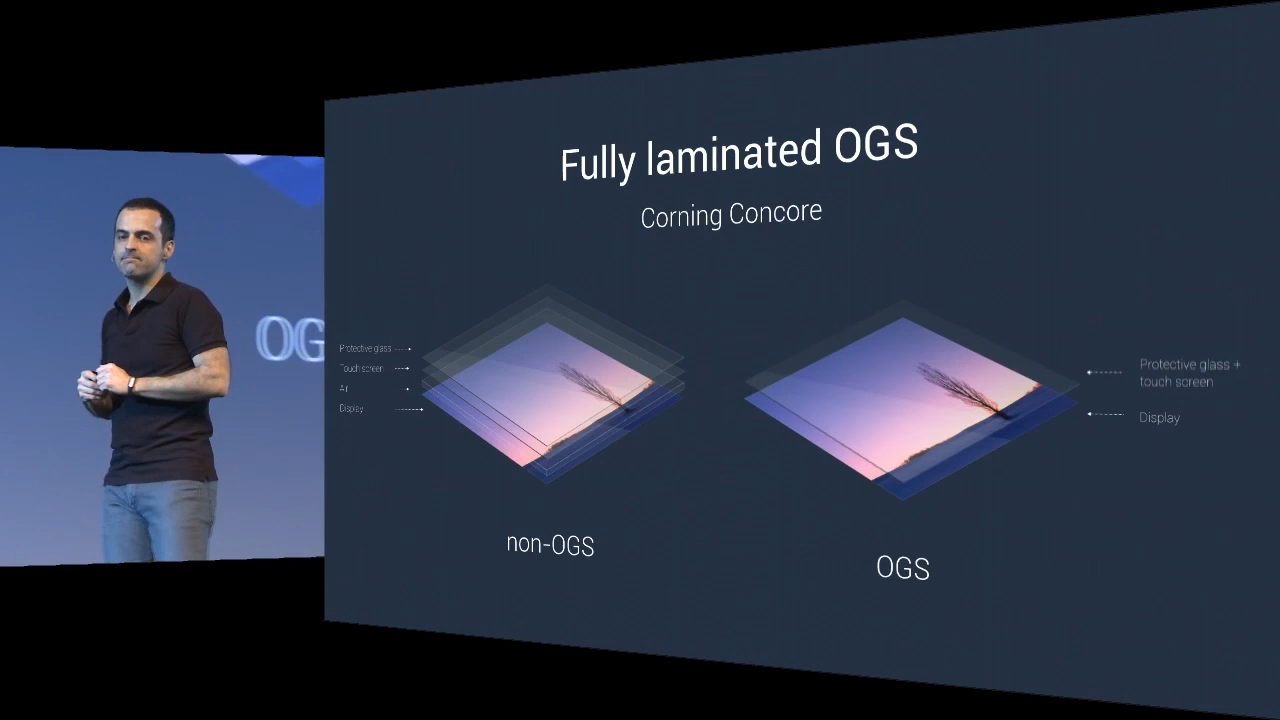 Fully laminated OGS
Corning Concore
OG
Protective glass
Touch screen
Air
Display
Protective glass +
touch screen
Display
non-OGS
OGS